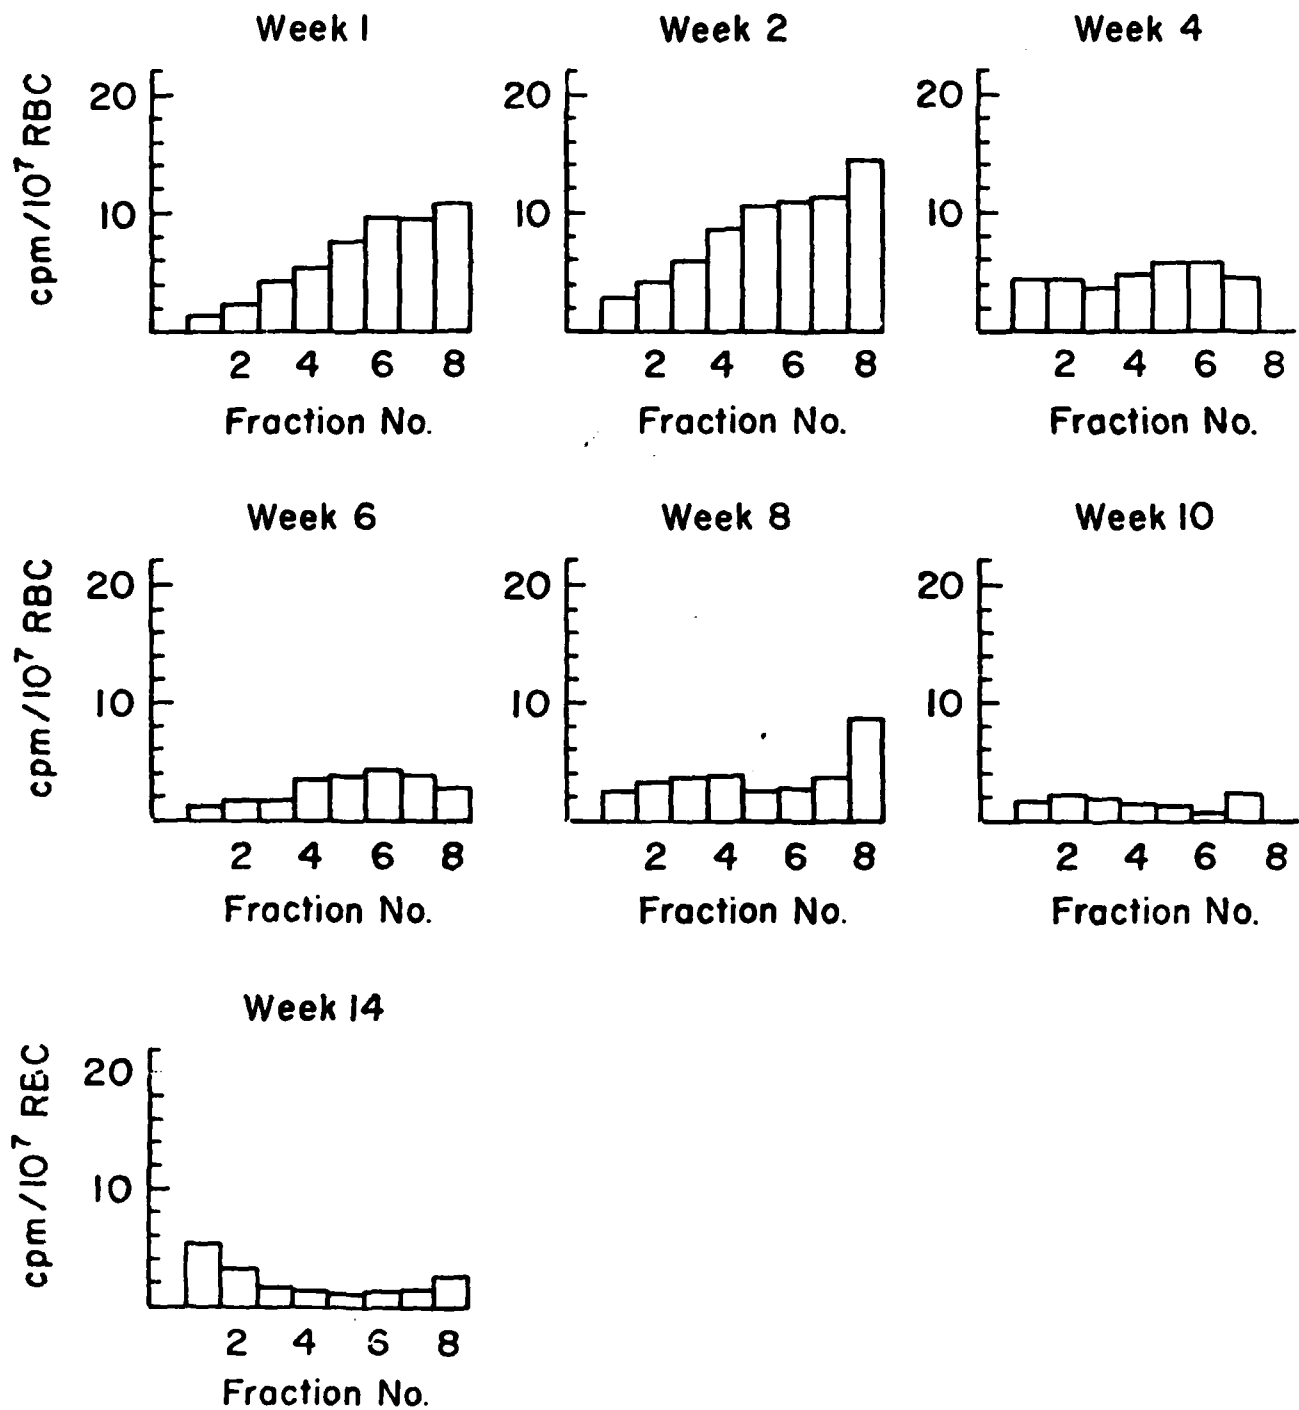 Week 1 Week 2 Week 4
cpm/10⁷ RBC
20 20 20
10 10 10
2 4 6 8 2 4 6 8 2 4 6 8
Fraction No. Fraction No. Fraction No.
Week 6 Week 8 Week 10
cpm/10⁷ RBC
20 20 20
10 10 10
2 4 6 8 2 4 6 8 2 4 6 8
Fraction No. Fraction No. Fraction No.
Week 14
cpm/10⁷ RBC
20
10
2 4 6 8
Fraction No.